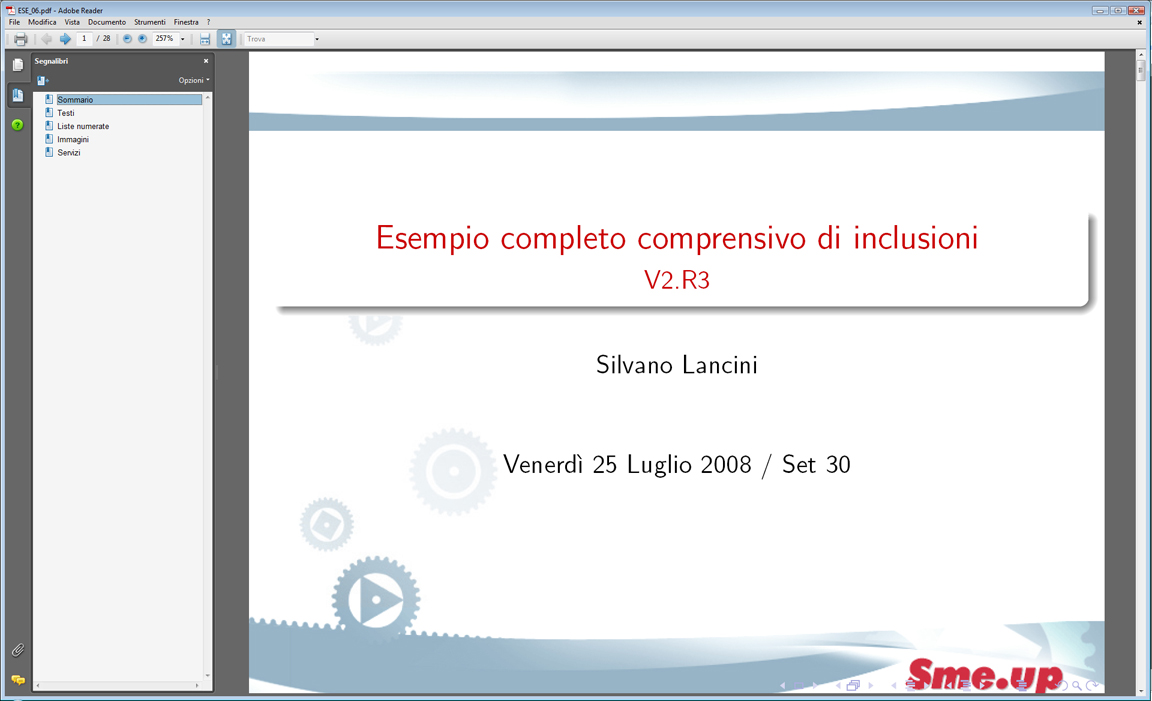 ESE_06.pdf - Adobe Reader
File Modifica Vista Documento Strumenti Finestra ?
1 / 28 257% Trova
Segnalibri
Opzioni
Sommario
Testi
Liste numerate
Immagini
Servizi
Esempio completo comprensivo di inclusioni
V2.R3
Silvano Lancini
Venerdì 25 Luglio 2008 / Set 30
Sme.up